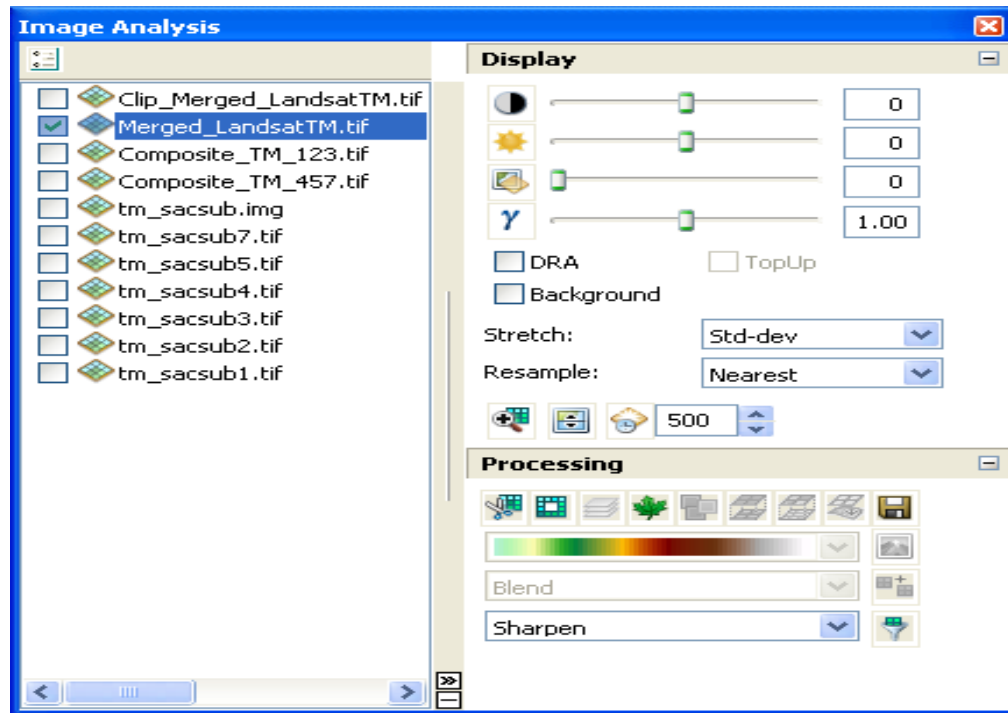 Image Analysis
Clip_Merged_LandsatTM.tif
Merged_LandsatTM.tif
Composite_TM_123.tif
Composite_TM_457.tif
tm_sacsub.img
tm_sacsub7.tif
tm_sacsub5.tif
tm_sacsub4.tif
tm_sacsub3.tif
tm_sacsub2.tif
tm_sacsub1.tif
Display
0
0
0
γ 1.00
DRA TopUp
Background
Stretch: Std-dev
Resample: Nearest
500
Processing
Blend
Sharpen